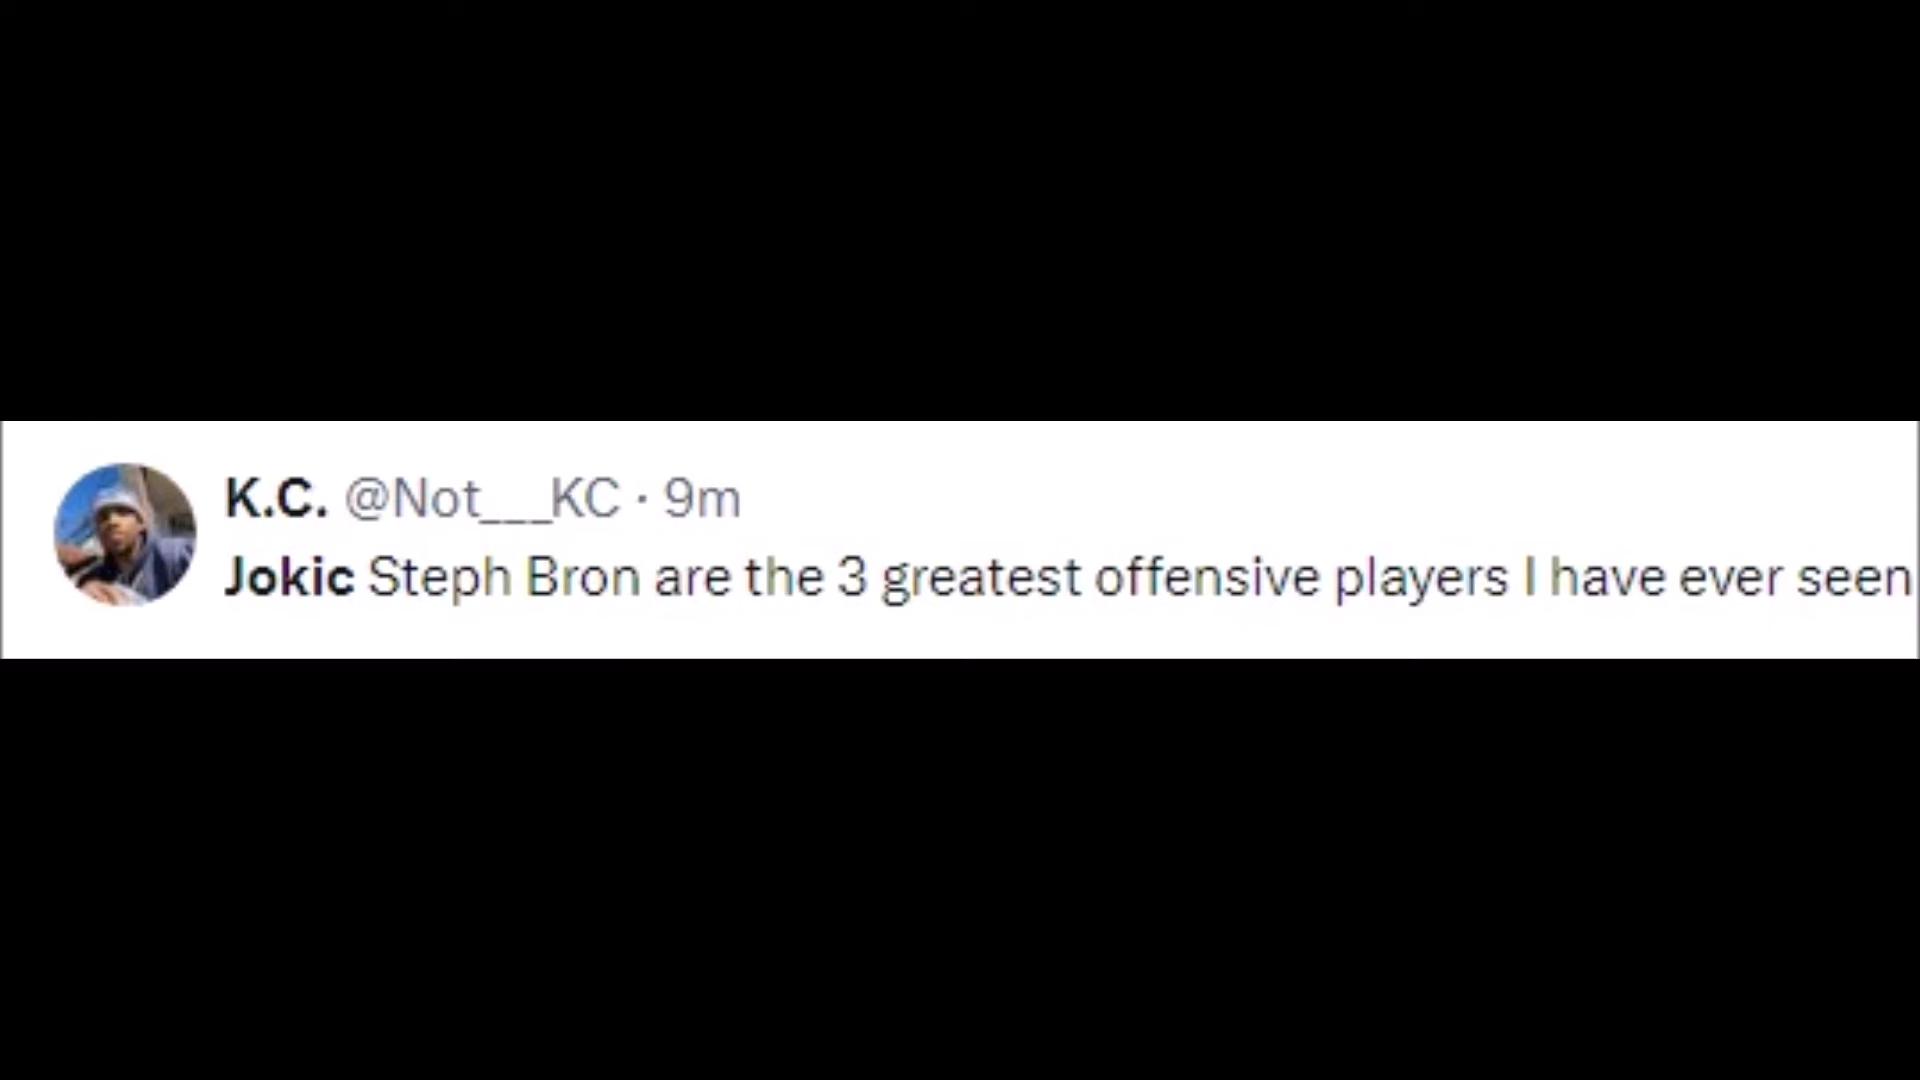 K.C. @Not___KC · 9m
Jokic Steph Bron are the 3 greatest offensive players I have ever seen